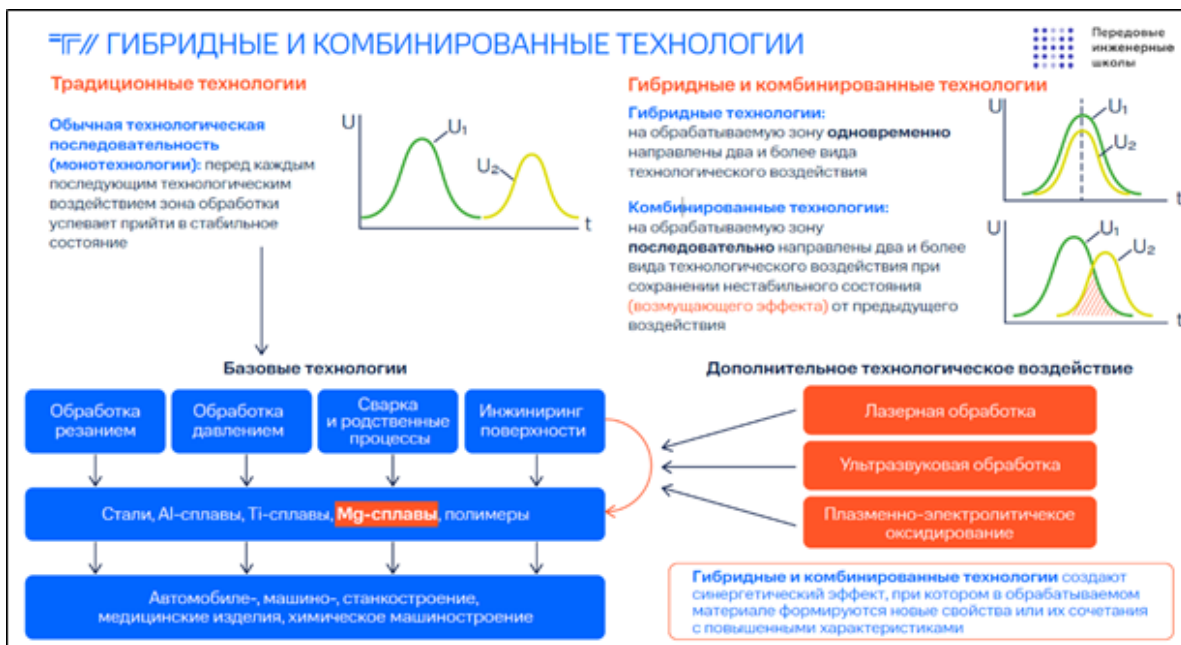 ТГ// ГИБРИДНЫЕ И КОМБИНИРОВАННЫЕ ТЕХНОЛОГИИ
Передовые
инженерные
школы
Традиционные технологии
Обычная технологическая
последовательность
(монотехнологии): перед каждым
последующим технологическим
воздействием зона обработки
успевает прийти в стабильное
состояние
U
U1
U2
t
Гибридные и комбинированные технологии
Гибридные технологии:
на обрабатываемую зону одновременно
направлены два и более вида
технологического воздействия
U
U1
U2
t
Комбинированные технологии:
на обрабатываемую зону
последовательно направлены два и более
вида технологического воздействия при
сохранении нестабильного состояния
(возмущающего эффекта) от предыдущего
воздействия
U
U1
U2
t
Базовые технологии
Обработка
резанием
Обработка
давлением
Сварка
и родственные
процессы
Инжиниринг
поверхности
Стали, Al-сплавы, Ti-сплавы, Mg-сплавы, полимеры
Автомобиле-, машино-, станкостроение,
медицинские изделия, химическое машиностроение
Дополнительное технологическое воздействие
Лазерная обработка
Ультразвуковая обработка
Плазменно-электролитичекое
оксидирование
Гибридные и комбинированные технологии создают
синергетический эффект, при котором в обрабатываемом
материале формируются новые свойства или их сочетания
с повышенными характеристиками